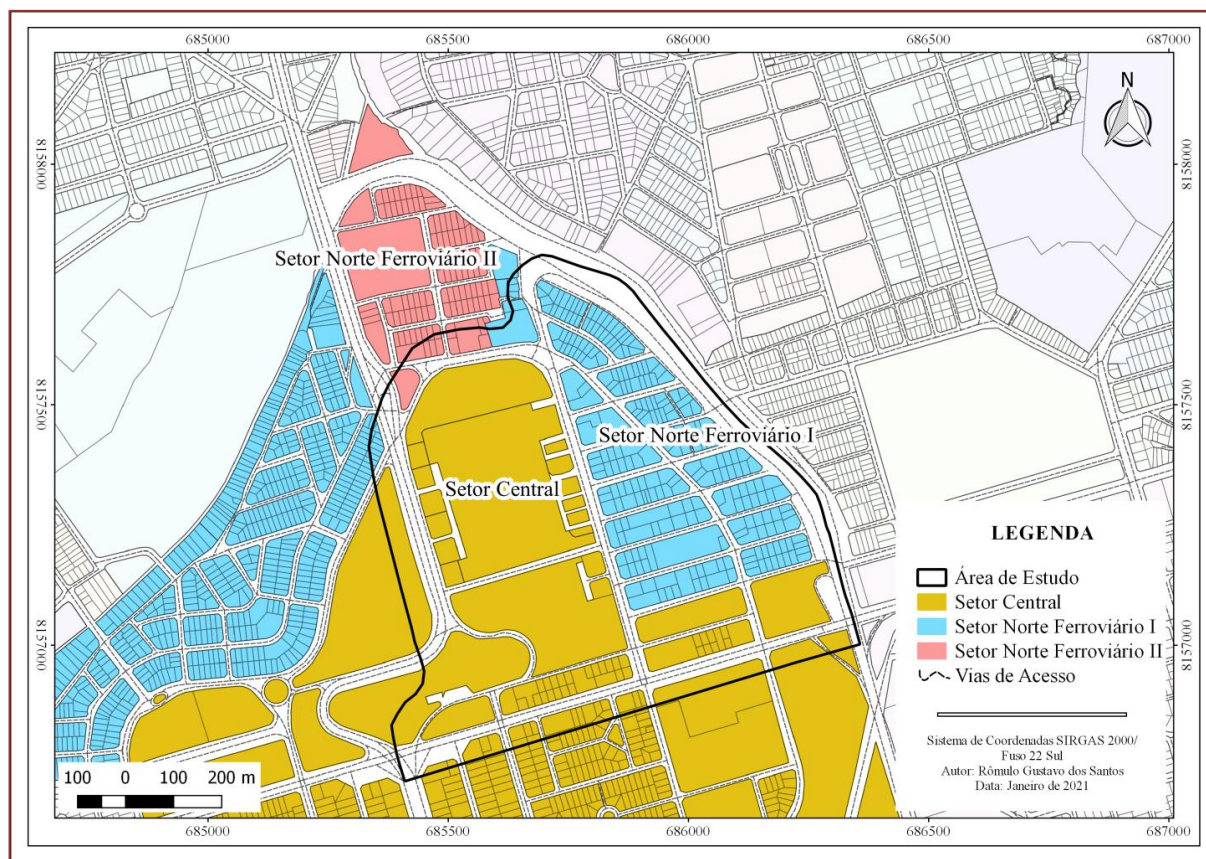 685000 685500 686000 686500 687000
N
8158000 8158000
Setor Norte Ferroviário II
8157500 8157500
Setor Norte Ferroviário I
Setor Central
LEGENDA
Área de Estudo
Setor Central
Setor Norte Ferroviário I
Setor Norte Ferroviário II
Vias de Acesso
8157000 8157000
Sistema de Coordenadas SIRGAS 2000/
Fuso 22 Sul
Autor: Rômulo Gustavo dos Santos
Data: Janeiro de 2021
100 0 100 200 m
685000 685500 686000 686500 687000